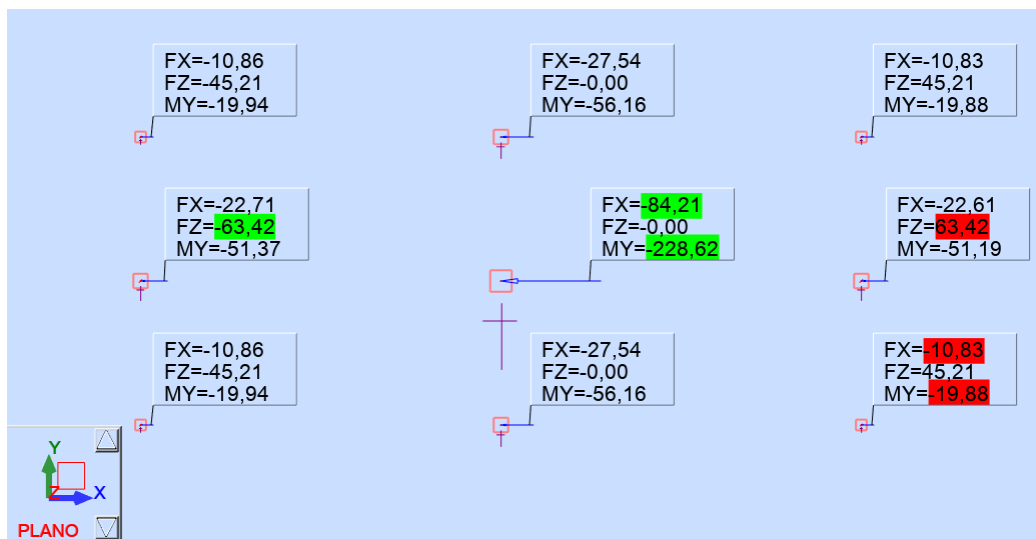 FX=-10,86
FZ=-45,21
MY=-19,94
FX=-27,54
FZ=-0,00
MY=-56,16
FX=-10,83
FZ=45,21
MY=-19,88
FX=-22,71
FZ=-63,42
MY=-51,37
FX=-84,21
FZ=-0,00
MY=-228,62
FX=-22,61
FZ=63,42
MY=-51,19
FX=-10,86
FZ=-45,21
MY=-19,94
FX=-27,54
FZ=-0,00
MY=-56,16
FX=-10,83
FZ=45,21
MY=-19,88
Y
Z
X
PLANO